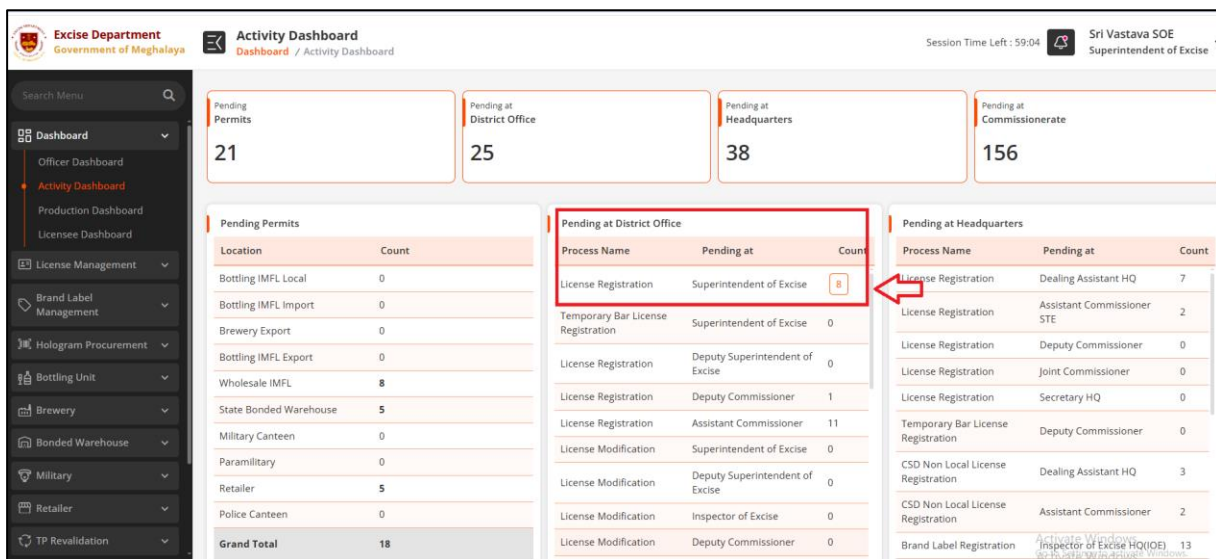 Excise Department
Government of Meghalaya
Activity Dashboard
Dashboard / Activity Dashboard
Session Time Left : 59:04
Sri Vastava SOE
Superintendent of Excise
Search Menu
Dashboard
Officer Dashboard
Activity Dashboard
Production Dashboard
Licensee Dashboard
License Management
Brand Label
Management
Hologram Procurement
Bottling Unit
Brewery
Bonded Warehouse
Military
Retailer
TP Revalidation
Pending
Permits
21
Pending at
District Office
25
Pending at
Headquarters
38
Pending at
Commissionerate
156
Pending Permits
Location Count
Bottling IMFL Local 0
Bottling IMFL Import 0
Brewery Export 0
Bottling IMFL Export 0
Wholesale IMFL 8
State Bonded Warehouse 5
Military Canteen 0
Paramilitary 0
Retailer 5
Police Canteen 0
Grand Total 18
Pending at District Office
Process Name Pending at Count
License Registration Superintendent of Excise 8
Temporary Bar License
Registration Superintendent of Excise 0
License Registration Deputy Superintendent of
Excise 0
License Registration Deputy Commissioner 1
License Registration Assistant Commissioner 11
License Modification Superintendent of Excise 0
License Modification Deputy Superintendent of
Excise 0
License Modification Inspector of Excise 0
License Modification Deputy Commissioner 0
Pending at Headquarters
Process Name Pending at Count
License Registration Dealing Assistant HQ 7
License Registration Assistant Commissioner
STE 2
License Registration Deputy Commissioner 0
License Registration Joint Commissioner 0
License Registration Secretary HQ 0
Temporary Bar License
Registration Deputy Commissioner 0
CSD Non Local License
Registration Dealing Assistant HQ 3
CSD Non Local License
Registration Assistant Commissioner 2
Brand Label Registration Inspector of Excise HQ(IOE) 13
Activate Windows